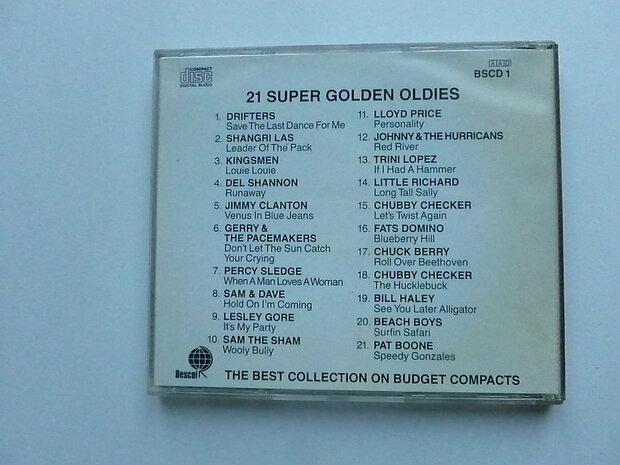 COMPACT
disc
DIGITAL AUDIO
AAD
BSCD 1
21 SUPER GOLDEN OLDIES
1. DRIFTERS
Save The Last Dance For Me
2. SHANGRI LAS
Leader Of The Pack
3. KINGSMEN
Louie Louie
4. DEL SHANNON
Runaway
5. JIMMY CLANTON
Venus In Blue Jeans
6. GERRY &
THE PACEMAKERS
Don't Let The Sun Catch
Your Crying
7. PERCY SLEDGE
When A Man Loves A Woman
8. SAM & DAVE
Hold On I'm Coming
9. LESLEY GORE
It's My Party
10. SAM THE SHAM
Wooly Bully
11. LLOYD PRICE
Personality
12. JOHNNY & THE HURRICANS
Red River
13. TRINI LOPEZ
If I Had A Hammer
14. LITTLE RICHARD
Long Tall Sally
15. CHUBBY CHECKER
Let's Twist Again
16. FATS DOMINO
Blueberry Hill
17. CHUCK BERRY
Roll Over Beethoven
18. CHUBBY CHECKER
The Hucklebuck
19. BILL HALEY
See You Later Alligator
20. BEACH BOYS
Surfin Safari
21. PAT BOONE
Speedy Gonzales
Bescol
THE BEST COLLECTION ON BUDGET COMPACTS